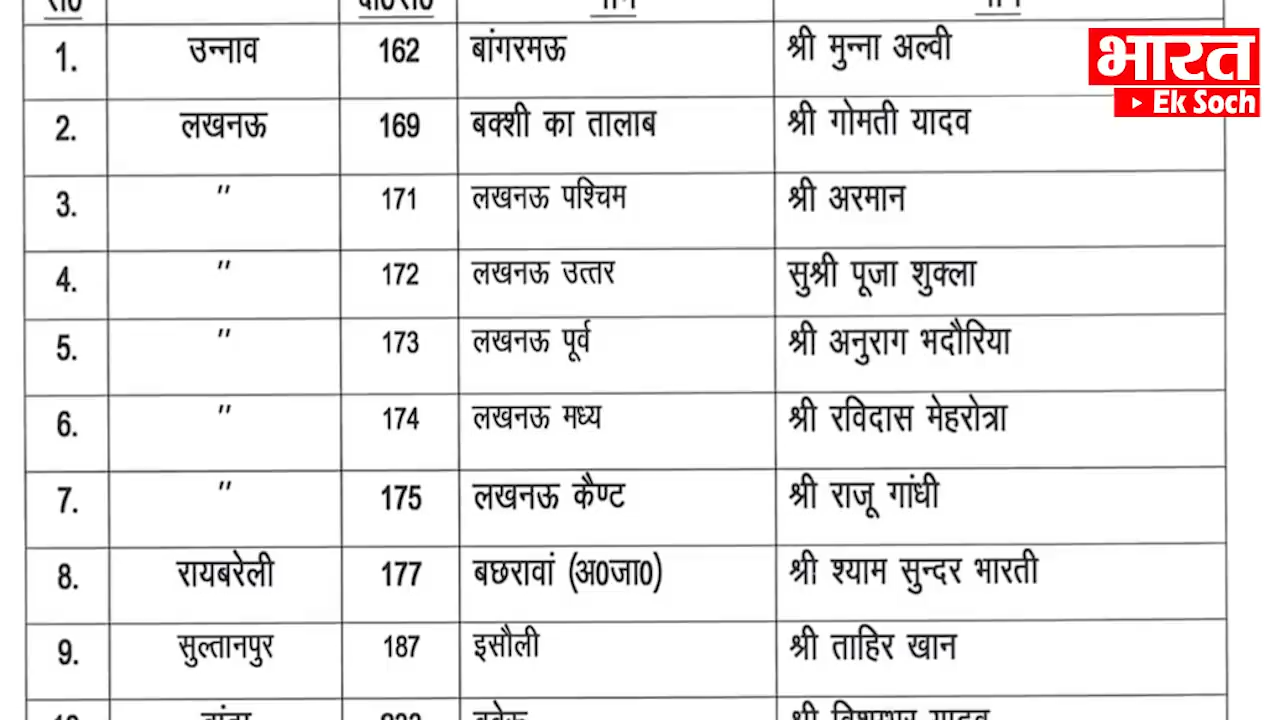 1. उन्नाव 162 बांगरमऊ श्री मुन्ना अल्वी
भारत
Ek Soch
2. लखनऊ 169 बक्शी का तालाब श्री गोमती यादव
3. " 171 लखनऊ पश्चिम श्री अरमान
4. " 172 लखनऊ उत्तर सुश्री पूजा शुक्ला
5. " 173 लखनऊ पूर्व श्री अनुराग भदौरिया
6. " 174 लखनऊ मध्य श्री रविदास मेहरोत्रा
7. " 175 लखनऊ कैण्ट श्री राजू गांधी
8. रायबरेली 177 बछरावां (अ0जा0) श्री श्याम सुन्दर भारती
9. सुल्तानपुर 187 इसौली श्री ताहिर खान